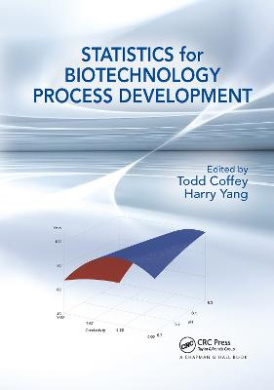 STATISTICS for
BIOTECHNOLOGY
PROCESS DEVELOPMENT
Edited by
Todd Coffey
Harry Yang
CRC
CRC Press
Taylor & Francis Group
A CHAPMAN & HALL BOOK